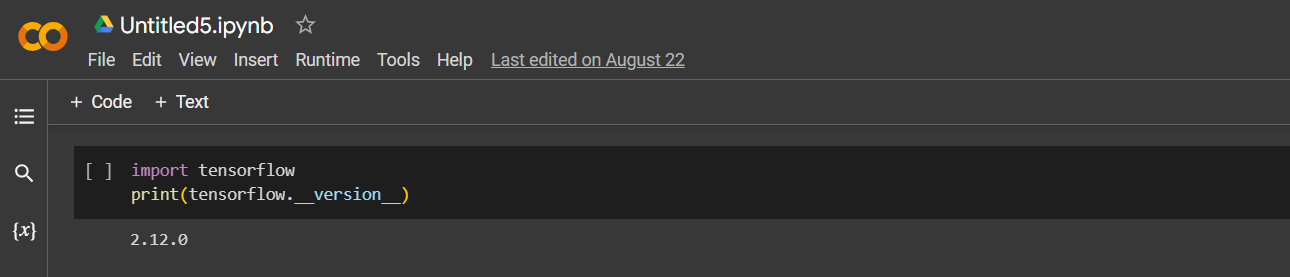 Untitled5.ipynb
File Edit View Insert Runtime Tools Help Last edited on August 22
+ Code + Text
[ ] import tensorflow
print(tensorflow.__version__)
{x}
2.12.0